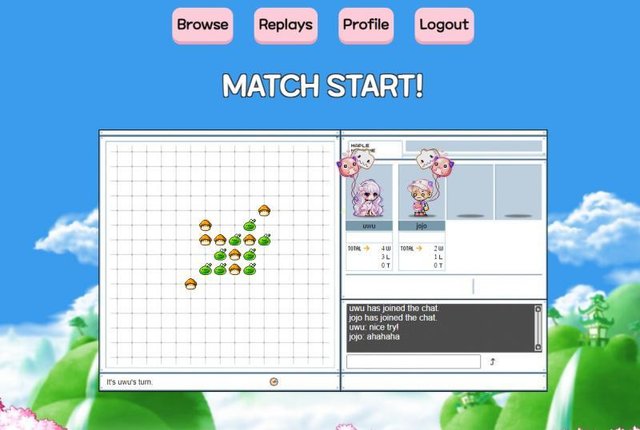 Browse Replays Profile Logout
MATCH START!
uwu jojo
TOTAL 4 W TOTAL 2 W
3 L 1 L
0 T 0 T
uwu has joined the chat.
jojo has joined the chat.
uwu: nice try!
jojo: ahahaha
It's uwu's turn.